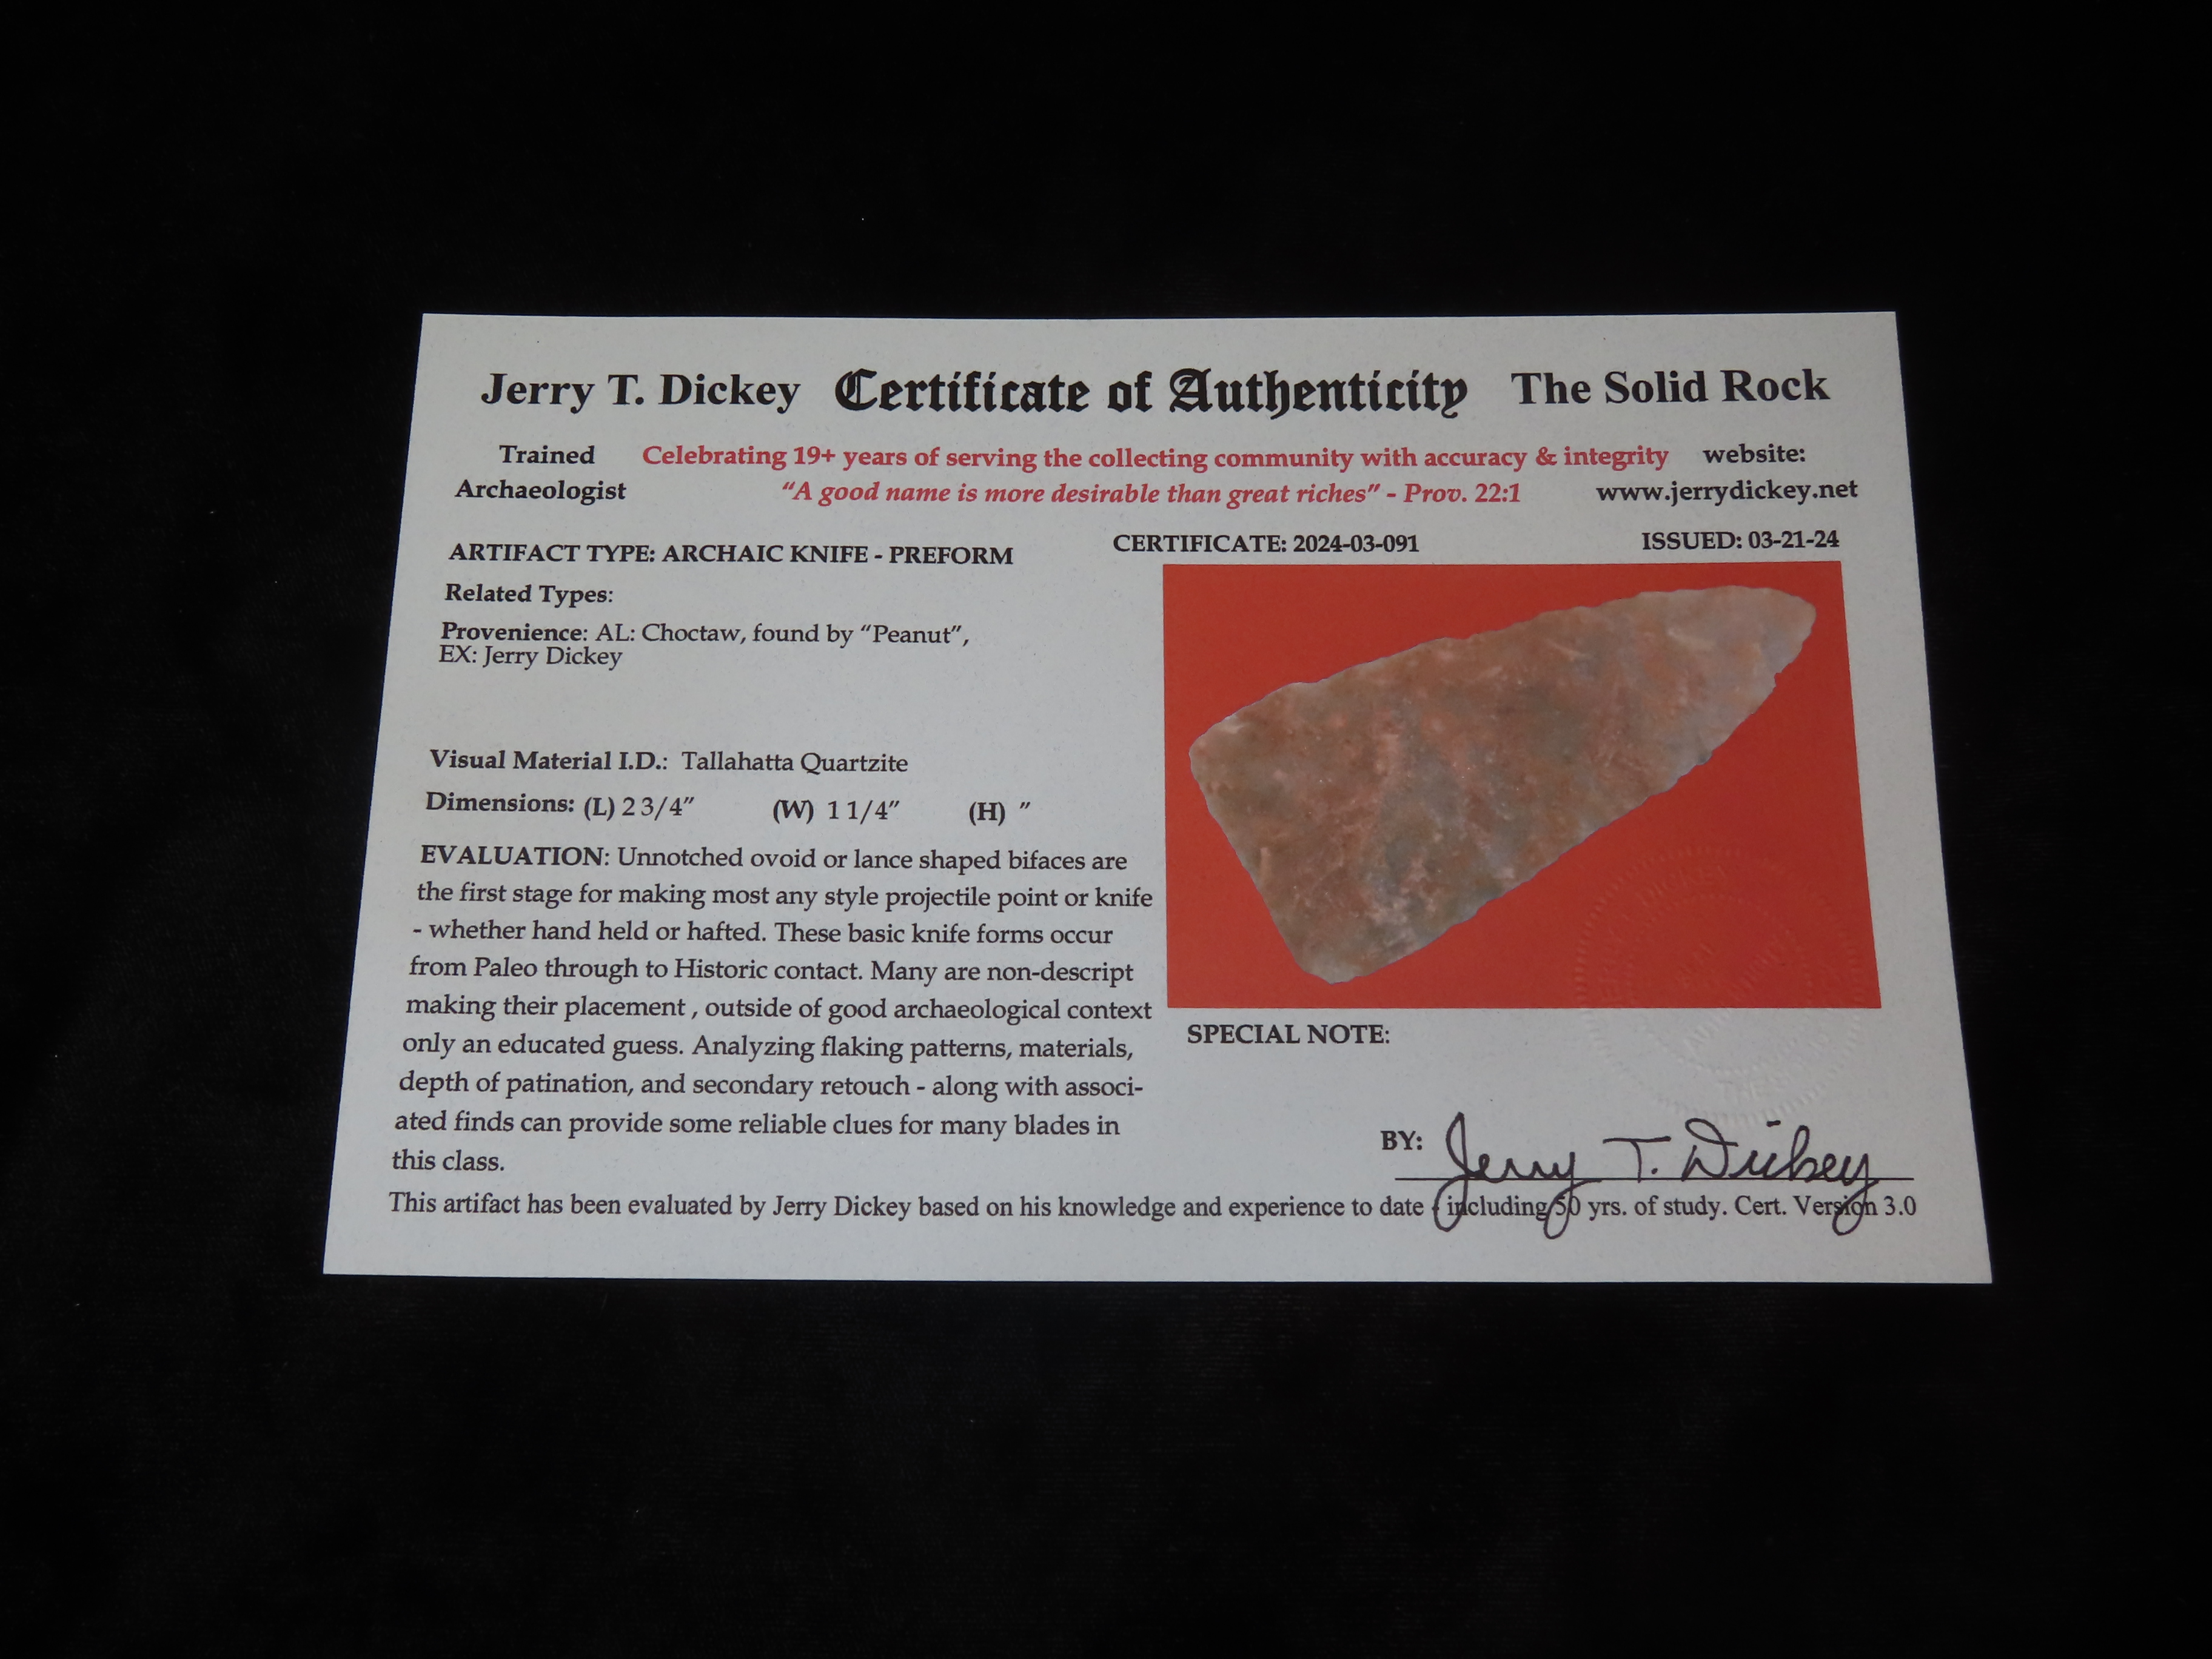 Jerry T. Dickey Certificate of Authenticity The Solid Rock
Trained Celebrating 19+ years of serving the collecting community with accuracy & integrity website:
Archaeologist “A good name is more desirable than great riches” - Prov. 22:1 www.jerrydickey.net
CERTIFICATE: 2024-03-091 ISSUED: 03-21-24
ARTIFACT TYPE: ARCHAIC KNIFE - PREFORM
Related Types:
Provenience: AL: Choctaw, found by “Peanut”,
EX: Jerry Dickey
Visual Material I.D.: Tallahatta Quartzite
Dimensions: (L) 2 3/4” (W) 1 1/4” (H) ”
EVALUATION: Unnotched ovoid or lance shaped bifaces are
the first stage for making most any style projectile point or knife
- whether hand held or hafted. These basic knife forms occur
from Paleo through to Historic contact. Many are non-descript
making their placement , outside of good archaeological context
only an educated guess. Analyzing flaking patterns, materials,
depth of patination, and secondary retouch - along with associ-
ated finds can provide some reliable clues for many blades in
this class.
SPECIAL NOTE:
BY: Jerry T. Dickey
This artifact has been evaluated by Jerry Dickey based on his knowledge and experience to date - including 50 yrs. of study. Cert. Version 3.0